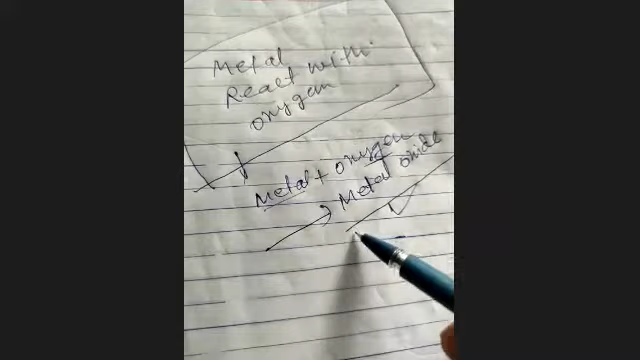 Metal
React with
oxygen
Metal + oxygen
→ Metal oxide